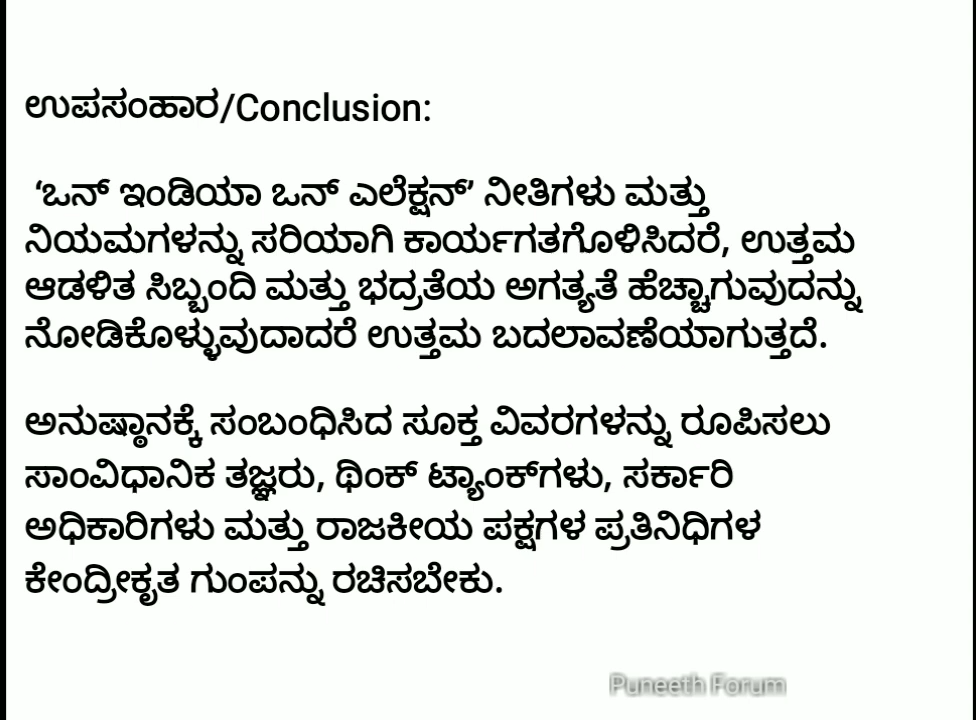 ಉಪಸಂಹಾರ/Conclusion:
‘ಒನ್ ಇಂಡಿಯಾ ಒನ್ ಎಲೆಕ್ಷನ್’ ನೀತಿಗಳು ಮತ್ತು
ನಿಯಮಗಳನ್ನು ಸರಿಯಾಗಿ ಕಾರ್ಯಗತಗೊಳಿಸಿದರೆ, ಉತ್ತಮ
ಆಡಳಿತ ಸಿಬ್ಬಂದಿ ಮತ್ತು ಭದ್ರತೆಯ ಅಗತ್ಯತೆ ಹೆಚ್ಚಾಗುವುದನ್ನು
ನೋಡಿಕೊಳ್ಳುವುದಾದರೆ ಉತ್ತಮ ಬದಲಾವಣೆಯಾಗುತ್ತದೆ.
ಅನುಷ್ಠಾನಕ್ಕೆ ಸಂಬಂಧಿಸಿದ ಸೂಕ್ತ ವಿವರಗಳನ್ನು ರೂಪಿಸಲು
ಸಾಂವಿಧಾನಿಕ ತಜ್ಞರು, ಥಿಂಕ್ ಟ್ಯಾಂಕ್‌ಗಳು, ಸರ್ಕಾರಿ
ಅಧಿಕಾರಿಗಳು ಮತ್ತು ರಾಜಕೀಯ ಪಕ್ಷಗಳ ಪ್ರತಿನಿಧಿಗಳ
ಕೇಂದ್ರೀಕೃತ ಗುಂಪನ್ನು ರಚಿಸಬೇಕು.
Puneeth Forum